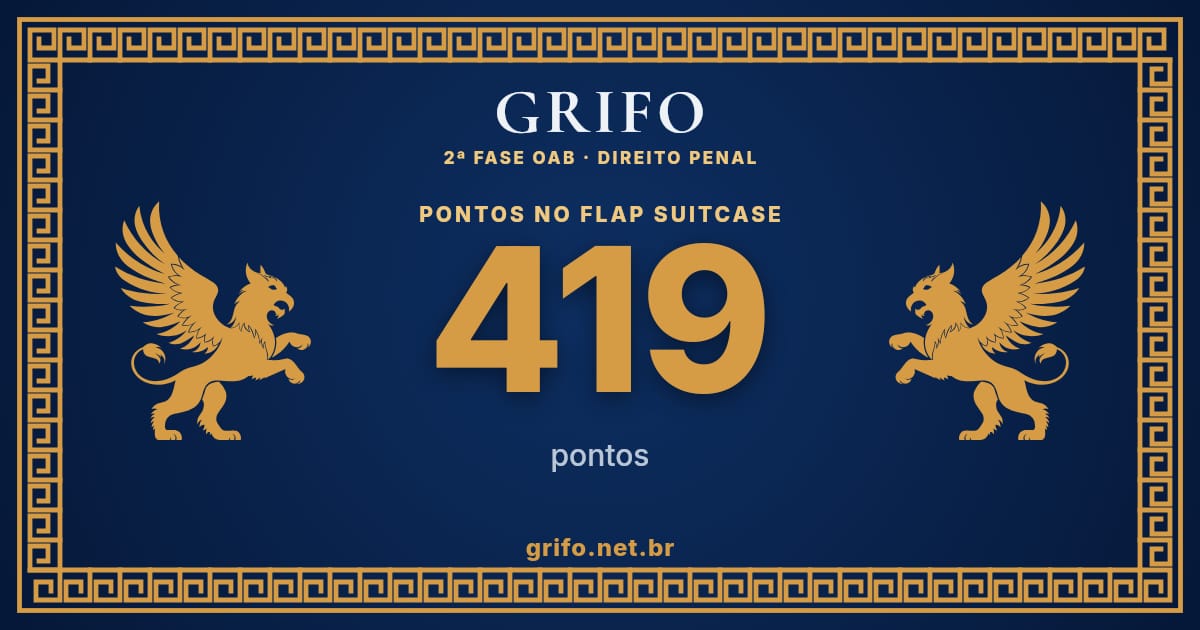 GRIFO
2ª FASE OAB · DIREITO PENAL
PONTOS NO FLAP SUITCASE
419
pontos
grifo.net.br